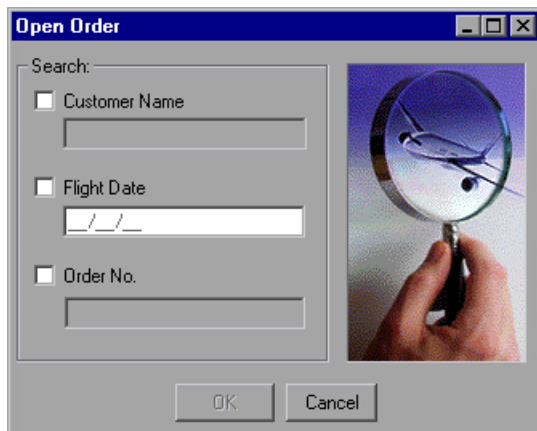 Open Order
Search:
Customer Name
Flight Date
__/__/__
Order No.
OK
Cancel